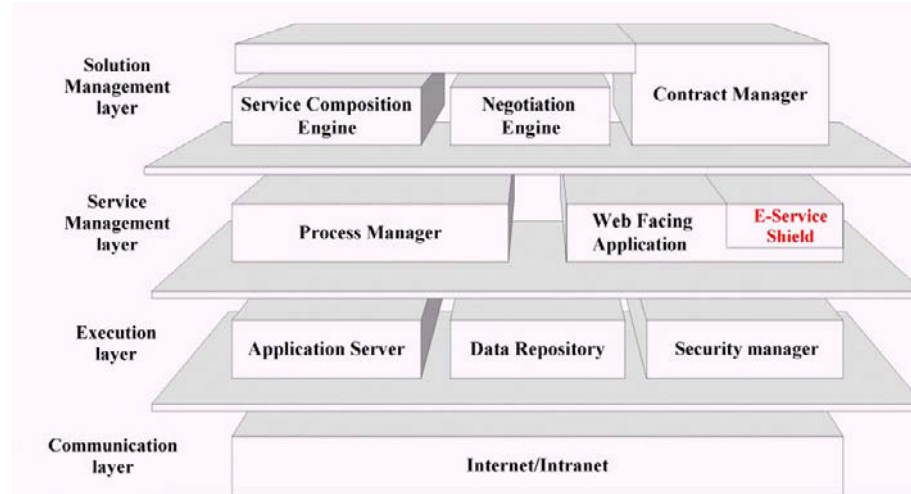 Solution
Management
layer
Service Composition
Engine
Negotiation
Engine
Contract Manager
Service
Management
layer
Process Manager
Web Facing
Application
E-Service
Shield
Execution
layer
Application Server
Data Repository
Security manager
Communication
layer
Internet/Intranet